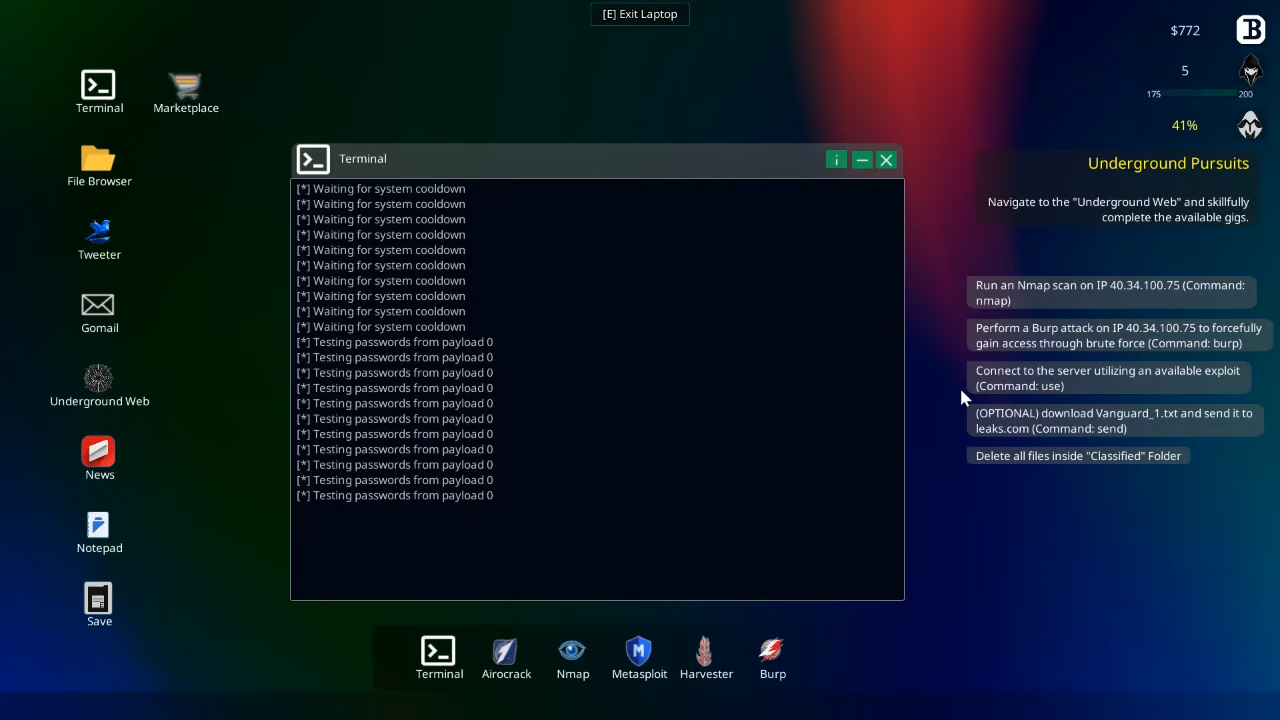 [E] Exit Laptop
$772
5
175
200
41%
Terminal
Marketplace
File Browser
Tweeter
Gomail
Underground Web
News
Notepad
Save
Terminal
[*] Waiting for system cooldown
[*] Waiting for system cooldown
[*] Waiting for system cooldown
[*] Waiting for system cooldown
[*] Waiting for system cooldown
[*] Waiting for system cooldown
[*] Waiting for system cooldown
[*] Waiting for system cooldown
[*] Waiting for system cooldown
[*] Waiting for system cooldown
[*] Testing passwords from payload 0
[*] Testing passwords from payload 0
[*] Testing passwords from payload 0
[*] Testing passwords from payload 0
[*] Testing passwords from payload 0
[*] Testing passwords from payload 0
[*] Testing passwords from payload 0
[*] Testing passwords from payload 0
[*] Testing passwords from payload 0
[*] Testing passwords from payload 0
[*] Testing passwords from payload 0
Underground Pursuits
Navigate to the "Underground Web" and skillfully
complete the available gigs.
Run an Nmap scan on IP 40.34.100.75 (Command:
nmap)
Perform a Burp attack on IP 40.34.100.75 to forcefully
gain access through brute force (Command: burp)
Connect to the server utilizing an available exploit
(Command: use)
(OPTIONAL) download Vanguard_1.txt and send it to
leaks.com (Command: send)
Delete all files inside "Classified" Folder
Terminal
Airocrack
Nmap
Metasploit
Harvester
Burp